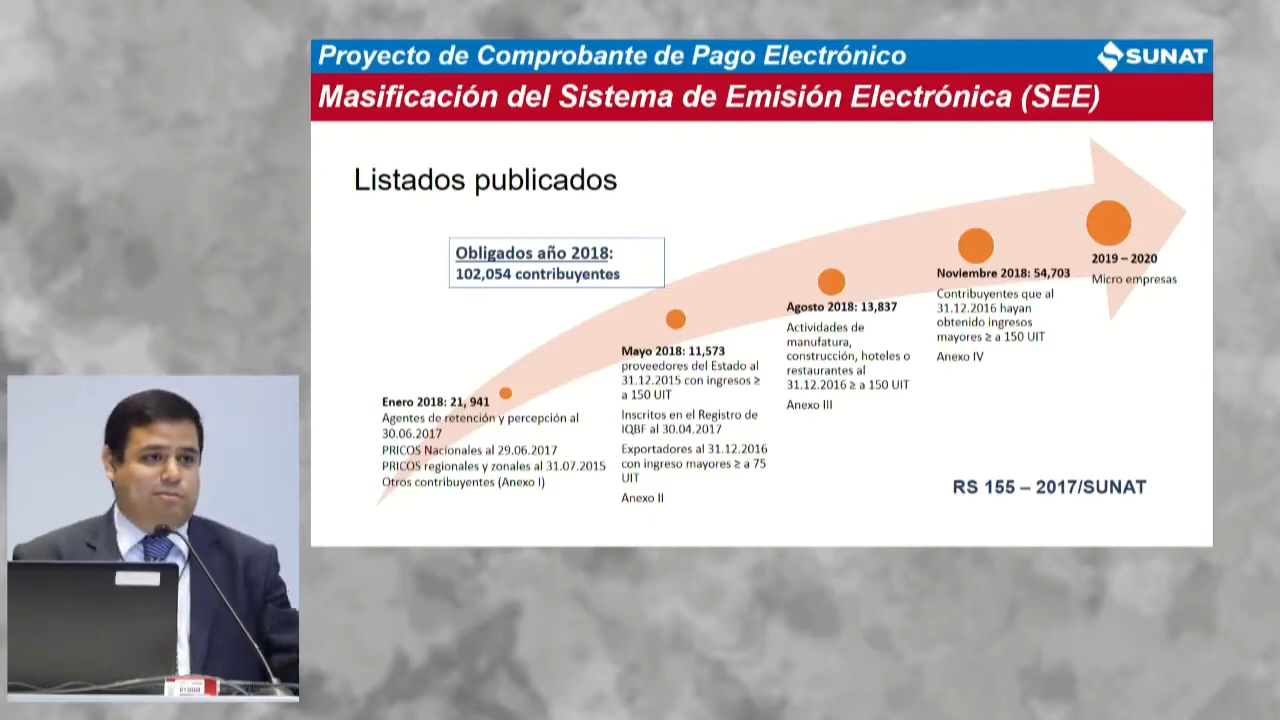 Proyecto de Comprobante de Pago Electrónico
SUNAT
Masificación del Sistema de Emisión Electrónica (SEE)
Listados publicados
Obligados año 2018:
102,054 contribuyentes
Enero 2018: 21, 941
Agentes de retención y percepción al
30.06.2017
PRICOS Nacionales al 29.06.2017
PRICOS regionales y zonales al 31.07.2015
Otros contribuyentes (Anexo I)
Mayo 2018: 11,573
proveedores del Estado al
31.12.2015 con ingresos ≥
a 150 UIT
Inscritos en el Registro de
IQBF al 30.04.2017
Exportadores al 31.12.2016
con ingreso mayores ≥ a 75
UIT
Anexo II
Agosto 2018: 13,837
Actividades de
manufatura,
construcción, hoteles o
restaurantes al
31.12.2016 ≥ a 150 UIT
Anexo III
Noviembre 2018: 54,703
Contribuyentes que al
31.12.2016 hayan
obtenido ingresos
mayores ≥ a 150 UIT
Anexo IV
2019 – 2020
Micro empresas
RS 155 – 2017/SUNAT